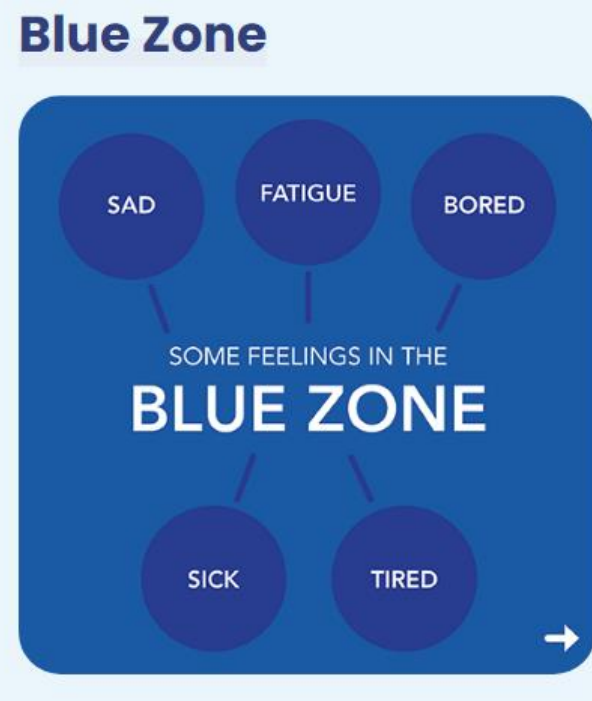 Blue Zone
SAD
FATIGUE
BORED
SOME FEELINGS IN THE
BLUE ZONE
SICK
TIRED